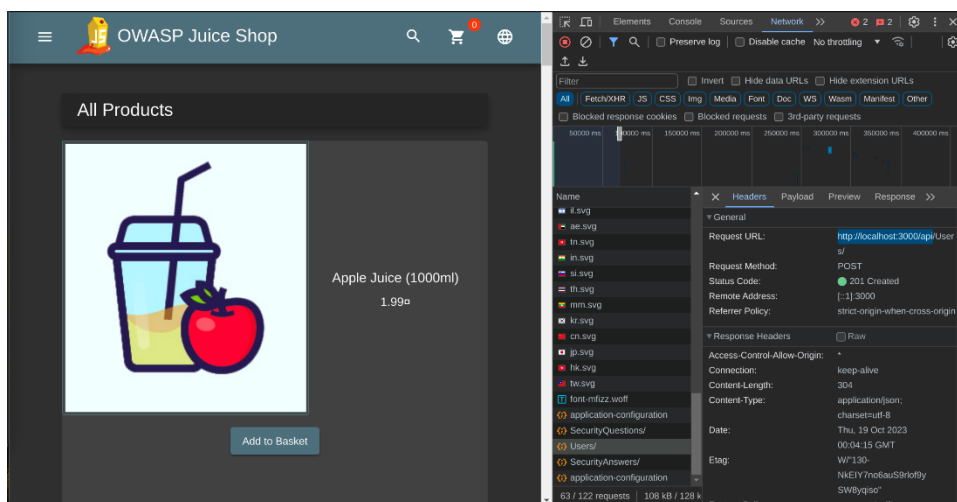 OWASP Juice Shop
0
All Products
Apple Juice (1000ml)
1.99¤
Add to Basket
Elements Console Sources Network 2 2
Preserve log Disable cache No throttling
Filter Invert Hide data URLs Hide extension URLs
All Fetch/XHR JS CSS Img Media Font Doc WS Wasm Manifest Other
Blocked response cookies Blocked requests 3rd-party requests
50000 ms 150000 ms 200000 ms 250000 ms 300000 ms 350000 ms 400000 ms
Name
il.svg
ae.svg
tn.svg
in.svg
si.svg
th.svg
mm.svg
kr.svg
cn.svg
jp.svg
hk.svg
tw.svg
font-mfizz.woff
application-configuration
SecurityQuestions/
Users/
SecurityAnswers/
application-configuration
63 / 122 requests 108 kB / 128 k
Headers Payload Preview Response
General
Request URL: http://localhost:3000/api/User
s/
Request Method: POST
Status Code: 201 Created
Remote Address: [::1]:3000
Referrer Policy: strict-origin-when-cross-origin
Response Headers Raw
Access-Control-Allow-Origin: *
Connection: keep-alive
Content-Length: 304
Content-Type: application/json;
charset=utf-8
Date: Thu, 19 Oct 2023
00:04:15 GMT
Etag: W/"130-
NkEIY7no6auS9rlof9y
SW8yqiso"